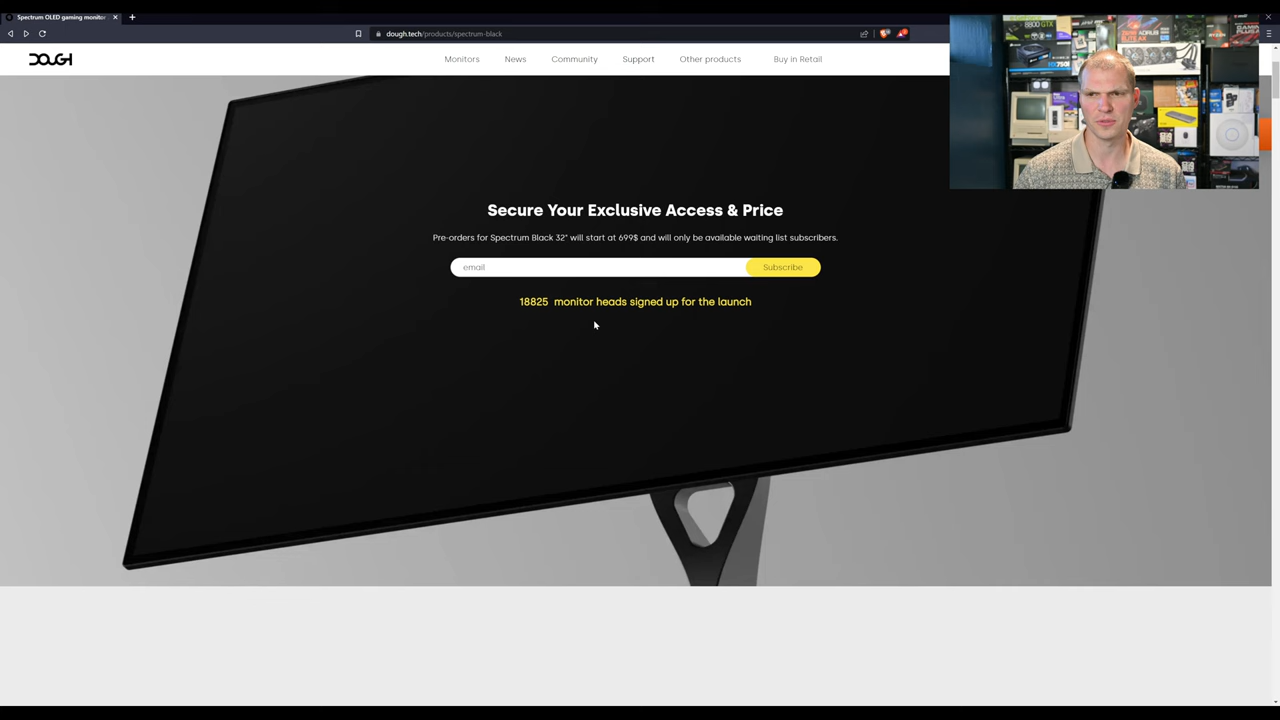 Spectrum OLED gaming monitor
dough.tech/products/spectrum-black
DOUGH
Monitors
News
Community
Support
Other products
Buy in Retail
Secure Your Exclusive Access & Price
Pre-orders for Spectrum Black 32" will start at 699$ and will only be available waiting list subscribers.
email
Subscribe
18825 monitor heads signed up for the launch
8800 GTX